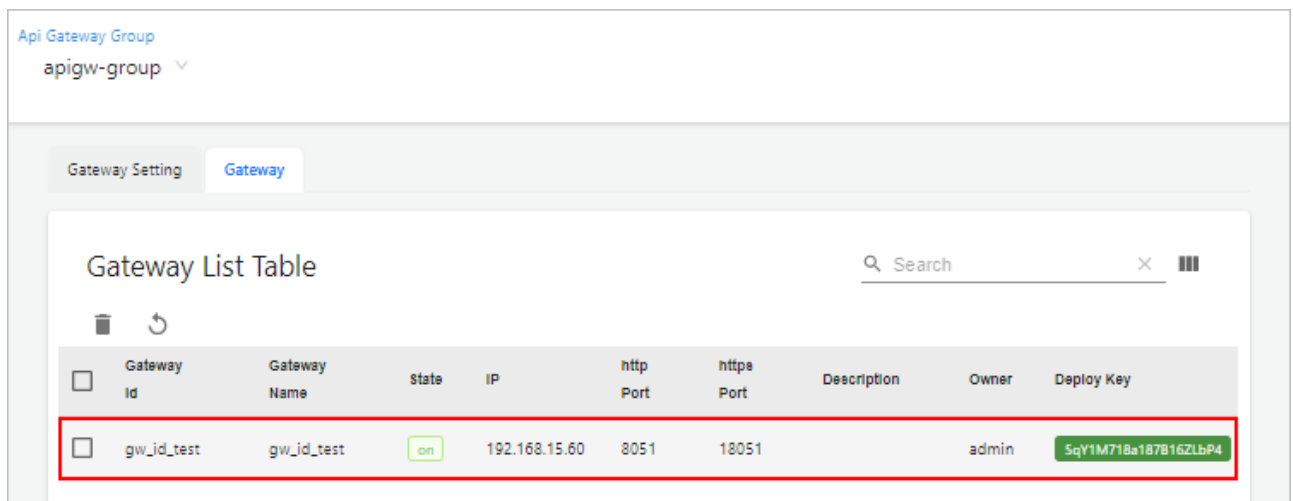 Api Gateway Group
apigw-group
Gateway Setting Gateway
Gateway List Table
Search
Gateway Id Gateway Name State IP http Port https Port Description Owner Deploy Key
gw_id_test gw_id_test on 192.168.15.60 8051 18051 admin SqY1M718a187B16ZLbP4